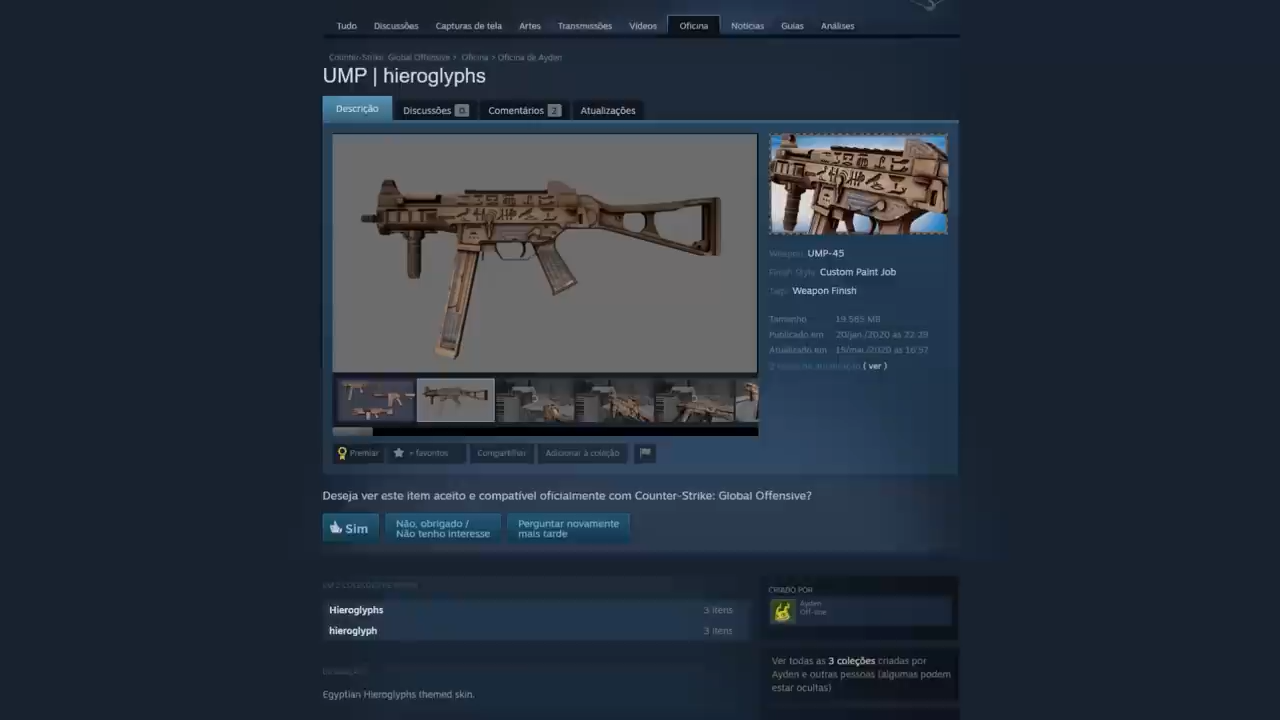 Tudo Discussões Capturas de tela Artes Transmissões Vídeos Oficina Notícias Guias Análises
Counter-Strike: Global Offensive > Oficina > Oficina de Ayden
UMP | hieroglyphs
Descrição Discussões 0 Comentários 2 Atualizações
Weapon: UMP-45
Finish Style: Custom Paint Job
Tags: Weapon Finish
Tamanho 19.585 MB
Publicado em 20/jan./2020 às 22:29
Atualizado em 15/mai./2020 às 16:57
( ver )
Premiar + favoritos Compartilhar Adicionar à coleção
Deseja ver este item aceito e compatível oficialmente com Counter-Strike: Global Offensive?
Sim
Não, obrigado /
Não tenho interesse
Perguntar novamente
mais tarde
Hieroglyphs 3 itens
hieroglyph 3 itens
Egyptian Hieroglyphs themed skin.
CRIADO POR
Ayden
Off-line
Ver todas as 3 coleções criadas por
Ayden e outras pessoas (algumas podem
estar ocultas)